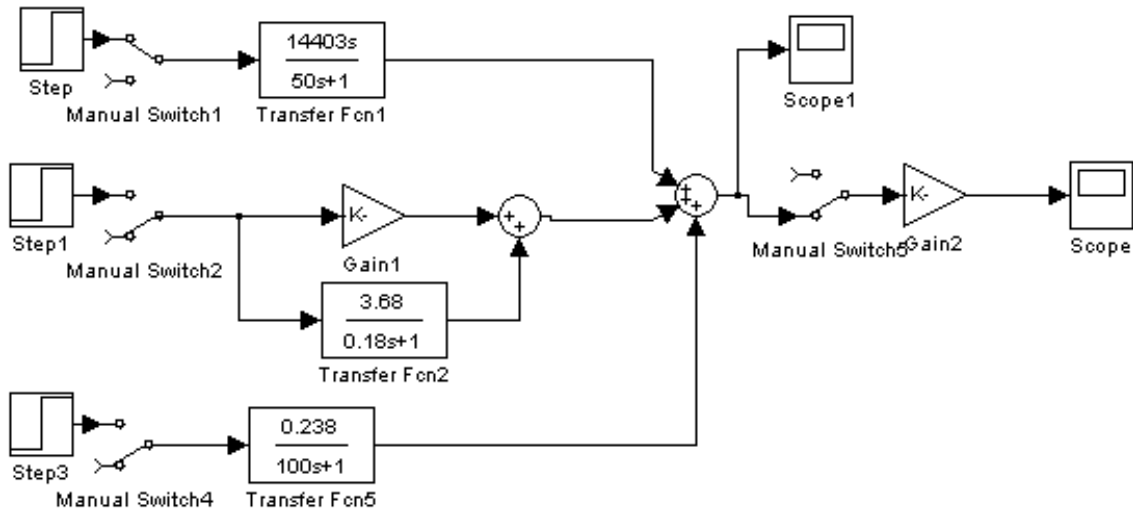 Step
Manual Switch1
14403s
50s+1
Transfer Fcn1
Scope1
Step1
Manual Switch2
K-
Gain1
+
+
+
+
+
Manual Switch5
K-
Gain2
Scope
3.68
0.18s+1
Transfer Fcn2
Step3
Manual Switch4
0.238
100s+1
Transfer Fcn5